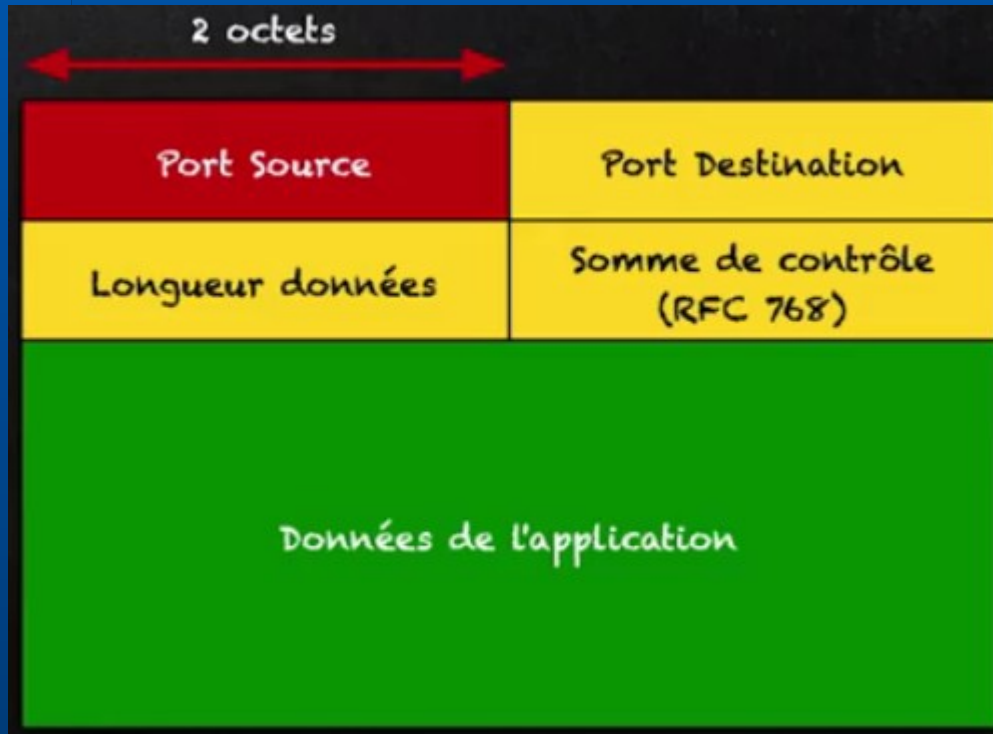 2 octets
Port Source
Port Destination
Longueur données
Somme de contrôle
(RFC 768)
Données de l'application